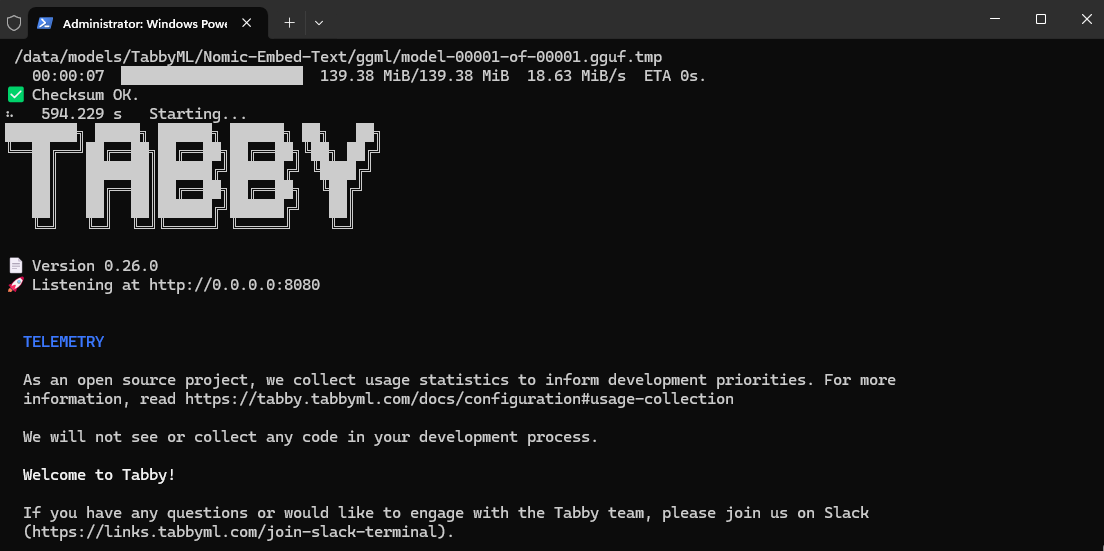 Administrator: Windows Powe
/data/models/TabbyML/Nomic-Embed-Text/ggml/model-00001-of-00001.gguf.tmp
00:00:07 139.38 MiB/139.38 MiB 18.63 MiB/s ETA 0s.
✅ Checksum OK.
594.229 s Starting...
TABBY
📄 Version 0.26.0
🚀 Listening at http://0.0.0.0:8080
TELEMETRY
As an open source project, we collect usage statistics to inform development priorities. For more
information, read https://tabby.tabbyml.com/docs/configuration#usage-collection
We will not see or collect any code in your development process.
Welcome to Tabby!
If you have any questions or would like to engage with the Tabby team, please join us on Slack
(https://links.tabbyml.com/join-slack-terminal).